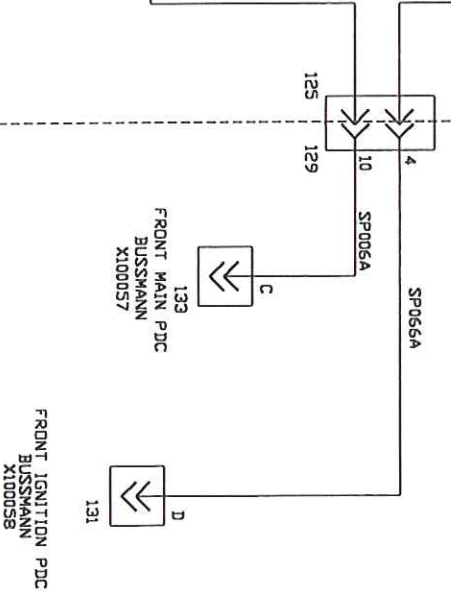 125
129
4
10
SP006A
SP066A
C
133
FRONT MAIN PDC
BUSSMANN
X100057
D
131
FRONT IGNITION PDC
BUSSMANN
X100058